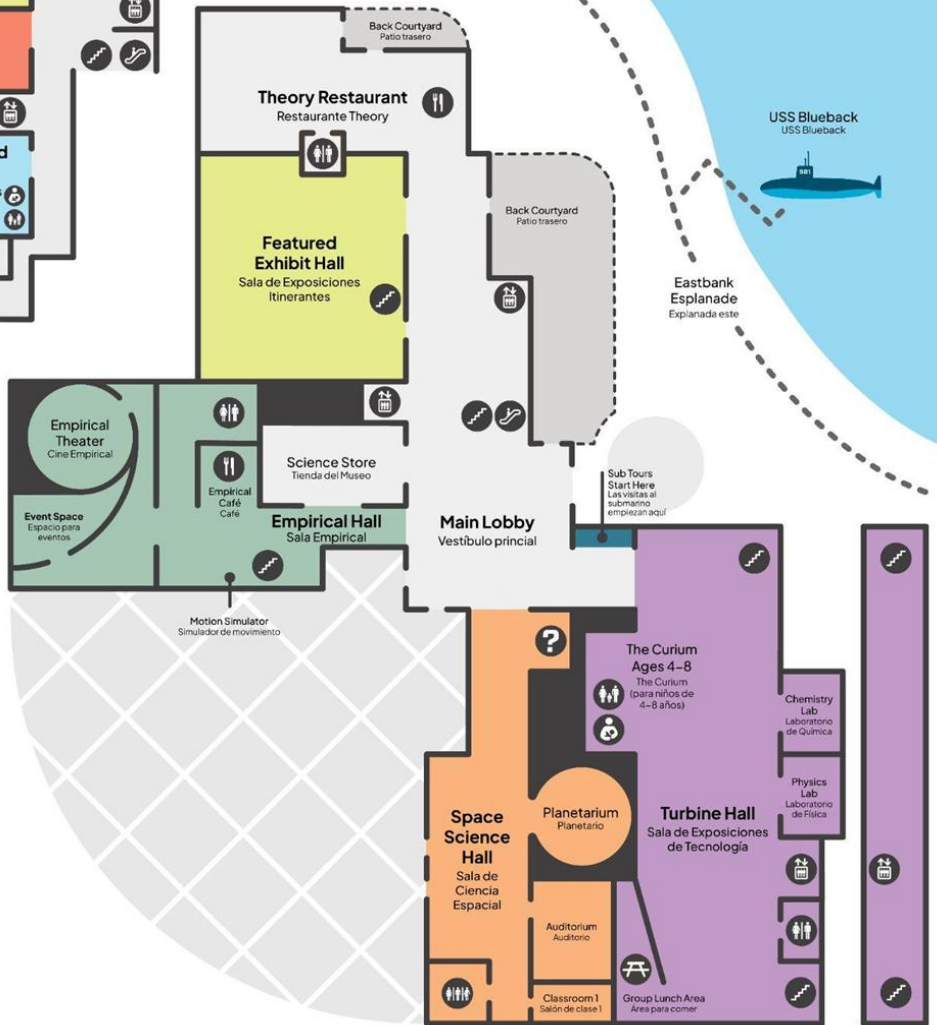 Back Courtyard
Patio trasero
Theory Restaurant
Restaurante Theory
USS Blueback
USS Blueback
581
d
Back Courtyard
Patio trasero
Featured
Exhibit Hall
Sala de Exposiciones
Itinerantes
Eastbank
Esplanade
Explanada este
Empirical
Theater
Cine Empirical
Science Store
Tienda del Museo
Empirical
Café
Café
Event Space
Espacio para
eventos
Empirical Hall
Sala Empirical
Main Lobby
Vestíbulo princial
Sub Tours
Start Here
Las visitas al
submarino
empiezan aquí
Motion Simulator
Simulador de movimiento
?
The Curium
Ages 4–8
The Curium
(para niños de
4–8 años)
Chemistry
Lab
Laboratorio
de Química
Physics
Lab
Laboratorio
de Física
Planetarium
Planetario
Space
Science
Hall
Sala de
Ciencia
Espacial
Turbine Hall
Sala de Exposiciones
de Tecnología
Auditorium
Auditorio
Classroom 1
Salón de clase 1
Group Lunch Area
Área para comer